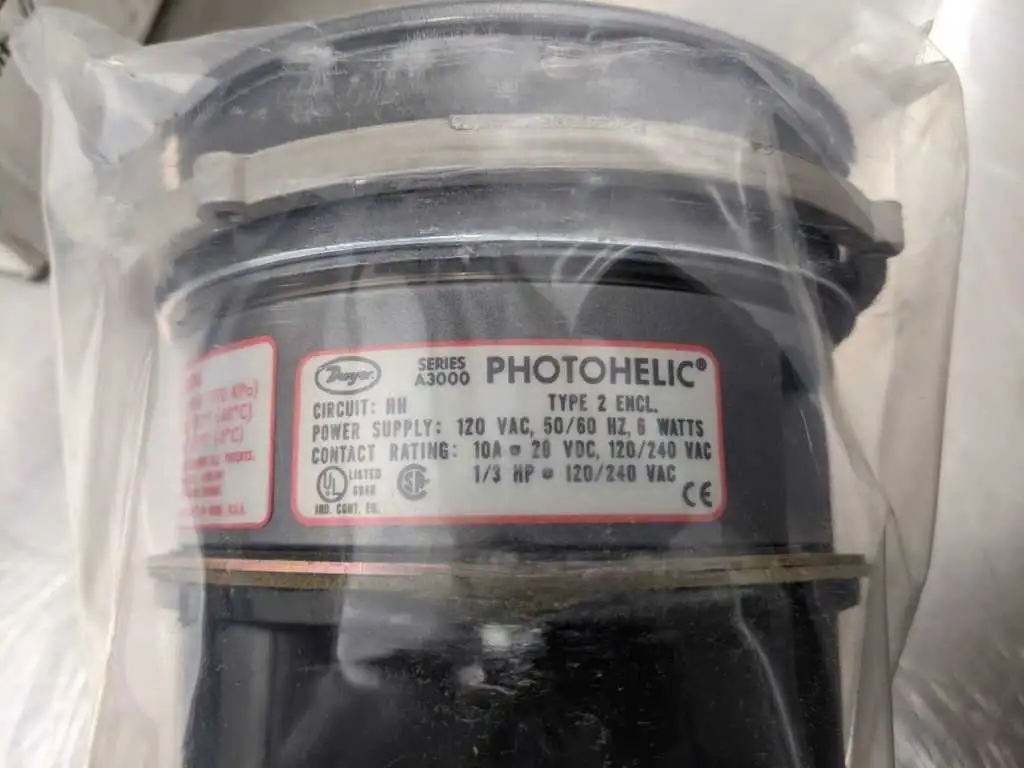 Dwyer
SERIES
A3000
PHOTOHELIC®
CIRCUIT: HH
TYPE 2 ENCL.
POWER SUPPLY: 120 VAC, 50/60 HZ, 6 WATTS
CONTACT RATING: 10A @ 28 VDC, 120/240 VAC
1/3 HP @ 120/240 VAC
UL
LISTED
IND. CONT. EQ.
CE
U.S.A.